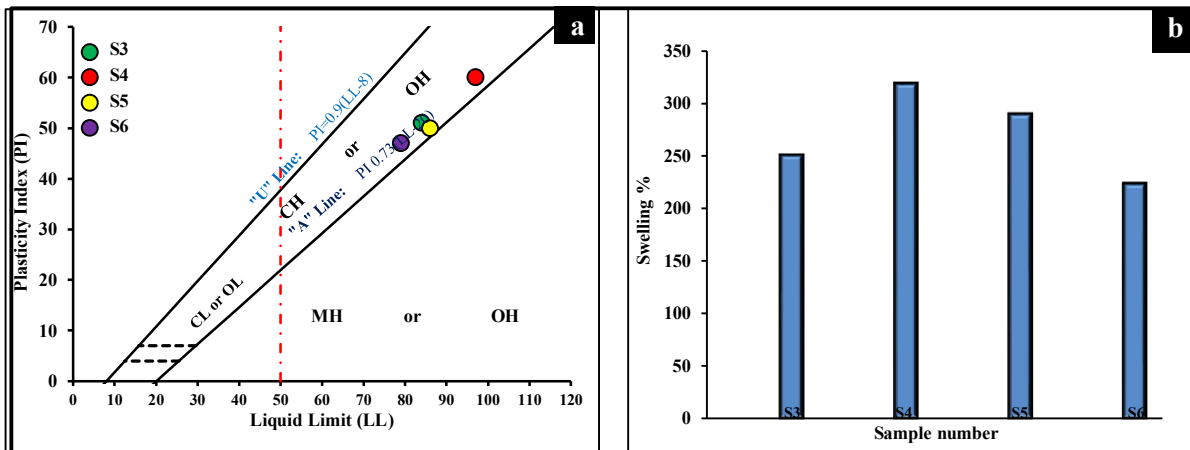 a
70
60
50
40
30
20
10
0
Plasticity Index (PI)
S3
S4
S5
S6
"U" Line: PI=0.9(LL-8)
OH
or
CH
"A" Line: PI 0.73
CL or OL
MH or OH
0 10 20 30 40 50 60 70 80 90 100 110 120
Liquid Limit (LL)
b
350
300
250
200
150
100
50
0
Swelling %
S3 S4 S5 S6
Sample number